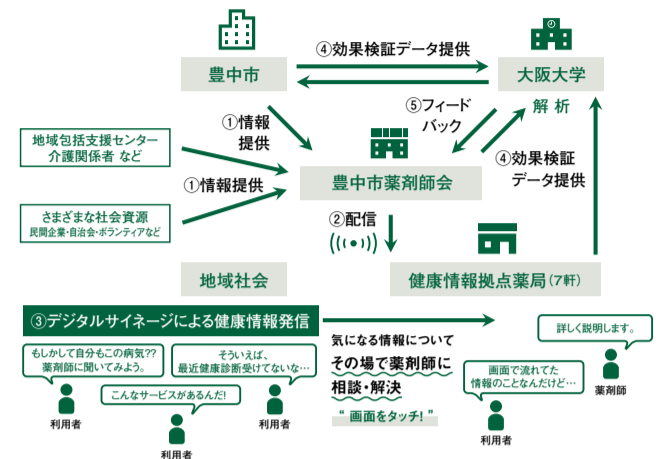 ④効果検証データ提供
豊中市
大阪大学
①情報
提供
⑤フィード
バック
解析
地域包括支援センター
介護関係者 など
④効果検証
データ提供
①情報提供
豊中市薬剤師会
さまざまな社会資源
民間企業・自治会・ボランティアなど
②配信
地域社会
健康情報拠点薬局(7軒)
③デジタルサイネージによる健康情報発信
もしかして自分もこの病気??
薬剤師に聞いてみよう。
利用者
こんなサービスがあるんだ!
利用者
そういえば、
最近健康診断受けてないな…
利用者
気になる情報について
その場で薬剤師に
相談・解決
“画面をタッチ!”
画面で流れてた
情報のことなんだけど…
利用者
詳しく説明します。
薬剤師